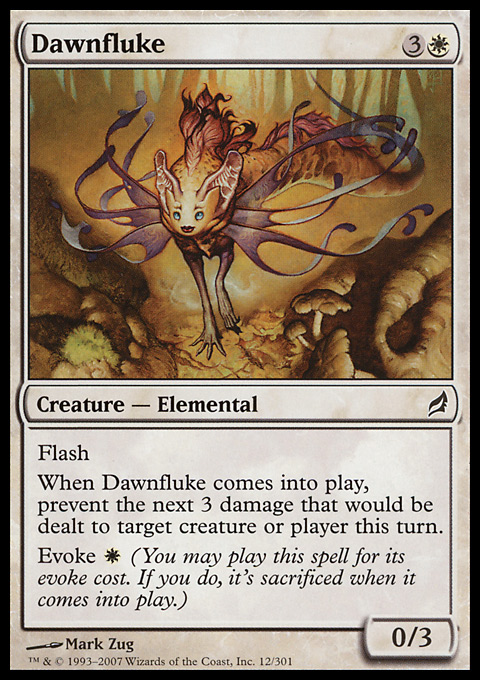 Dawnfluke 3
Creature — Elemental
Flash
When Dawnfluke comes into play,
prevent the next 3 damage that would be
dealt to target creature or player this turn.
Evoke (You may play this spell for its
evoke cost. If you do, it's sacrificed when it
comes into play.)
Mark Zug
0/3
™ & © 1993–2007 Wizards of the Coast, Inc. 12/301